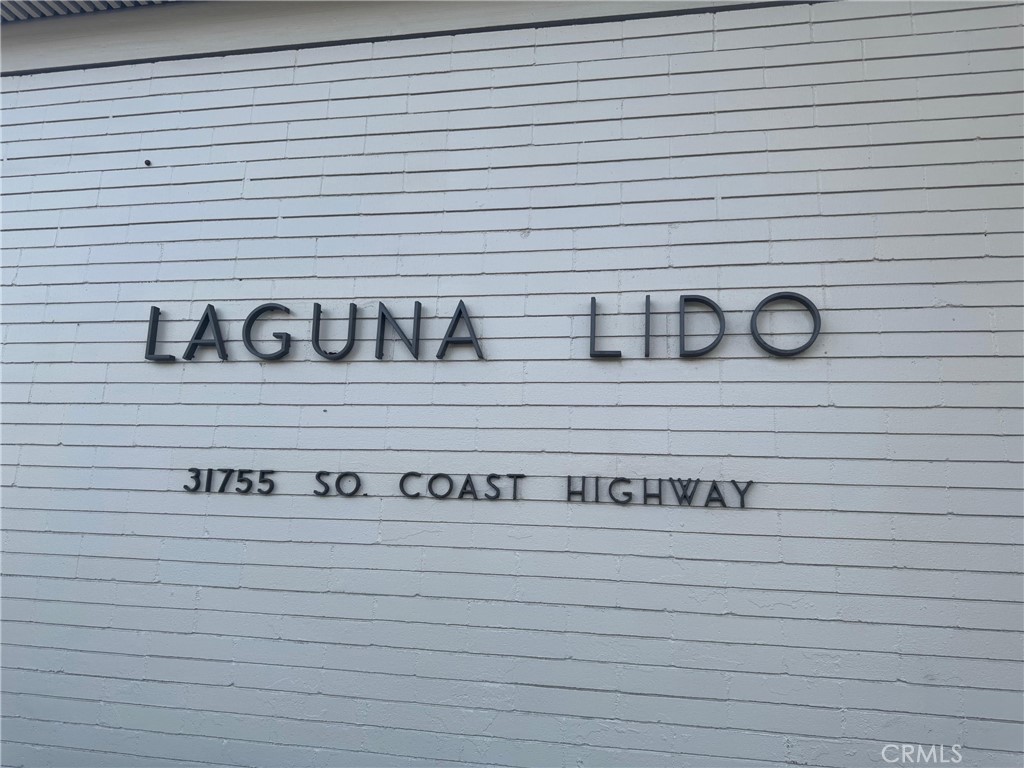 LAGUNA LIDO
31755 SO. COAST HIGHWAY
CRMLS